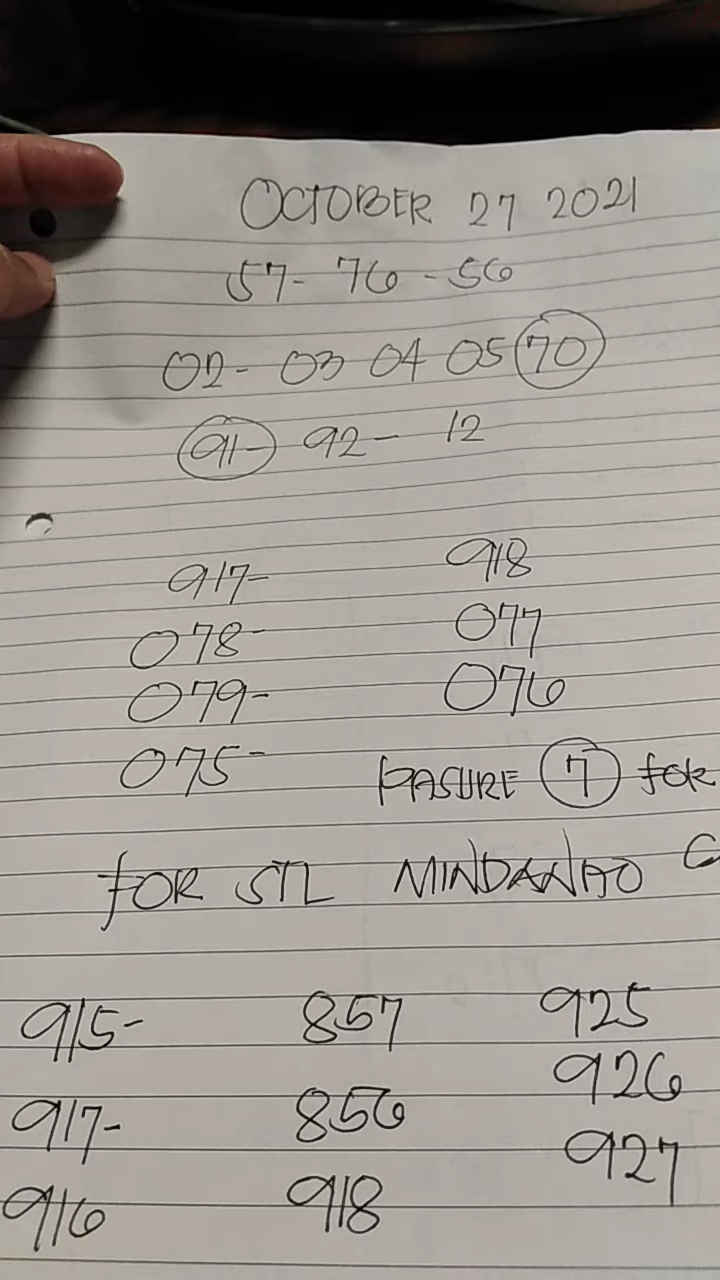 OCTOBER 27 2021
57- 76 - 56
02- 03 04 05 70
91- 92- 12
917- 918
078- 077
079- 076
075- PASURE 7 for
fOR STL MINDANAO
915- 857 925
926
917- 856
927
916 918